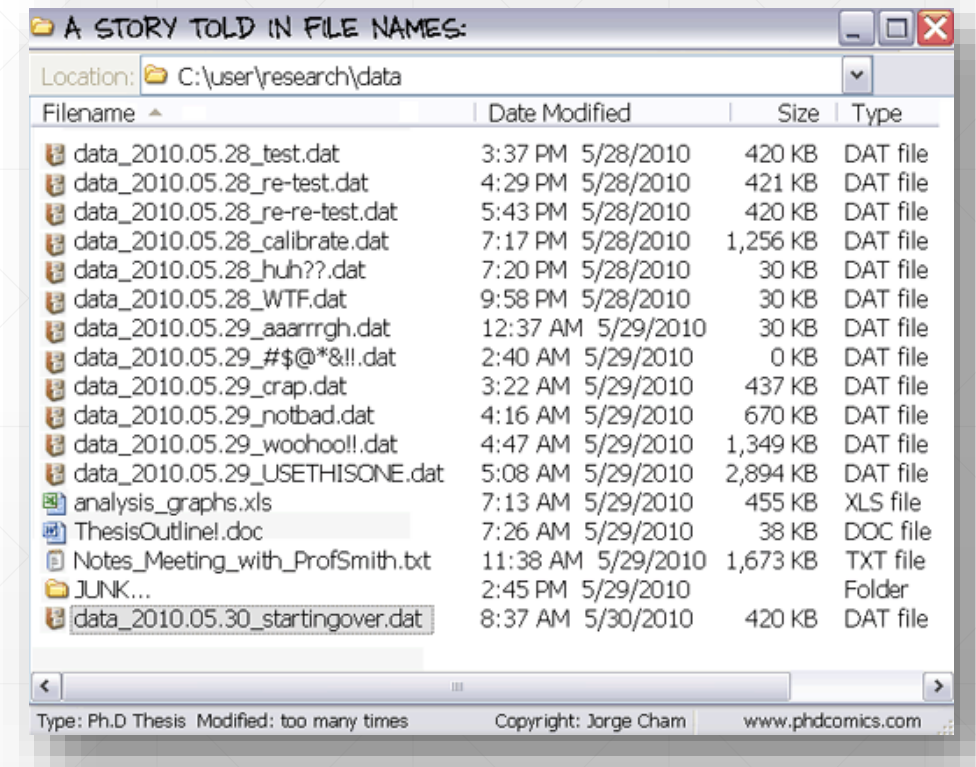 A STORY TOLD IN FILE NAMES:
Location: C:\user\research\data
Filename Date Modified Size Type
data_2010.05.28_test.dat 3:37 PM 5/28/2010 420 KB DAT file
data_2010.05.28_re-test.dat 4:29 PM 5/28/2010 421 KB DAT file
data_2010.05.28_re-re-test.dat 5:43 PM 5/28/2010 420 KB DAT file
data_2010.05.28_calibrate.dat 7:17 PM 5/28/2010 1,256 KB DAT file
data_2010.05.28_huh??.dat 7:20 PM 5/28/2010 30 KB DAT file
data_2010.05.28_WTF.dat 9:58 PM 5/28/2010 30 KB DAT file
data_2010.05.29_aaarrrgh.dat 12:37 AM 5/29/2010 30 KB DAT file
data_2010.05.29_#$@*&!!.dat 2:40 AM 5/29/2010 0 KB DAT file
data_2010.05.29_crap.dat 3:22 AM 5/29/2010 437 KB DAT file
data_2010.05.29_notbad.dat 4:16 AM 5/29/2010 670 KB DAT file
data_2010.05.29_woohoo!!.dat 4:47 AM 5/29/2010 1,349 KB DAT file
data_2010.05.29_USETHISONE.dat 5:08 AM 5/29/2010 2,894 KB DAT file
analysis_graphs.xls 7:13 AM 5/29/2010 455 KB XLS file
ThesisOutline!.doc 7:26 AM 5/29/2010 38 KB DOC file
Notes_Meeting_with_ProfSmith.txt 11:38 AM 5/29/2010 1,673 KB TXT file
JUNK... 2:45 PM 5/29/2010 Folder
data_2010.05.30_startingover.dat 8:37 AM 5/30/2010 420 KB DAT file
Type: Ph.D Thesis Modified: too many times Copyright: Jorge Cham www.phdcomics.com